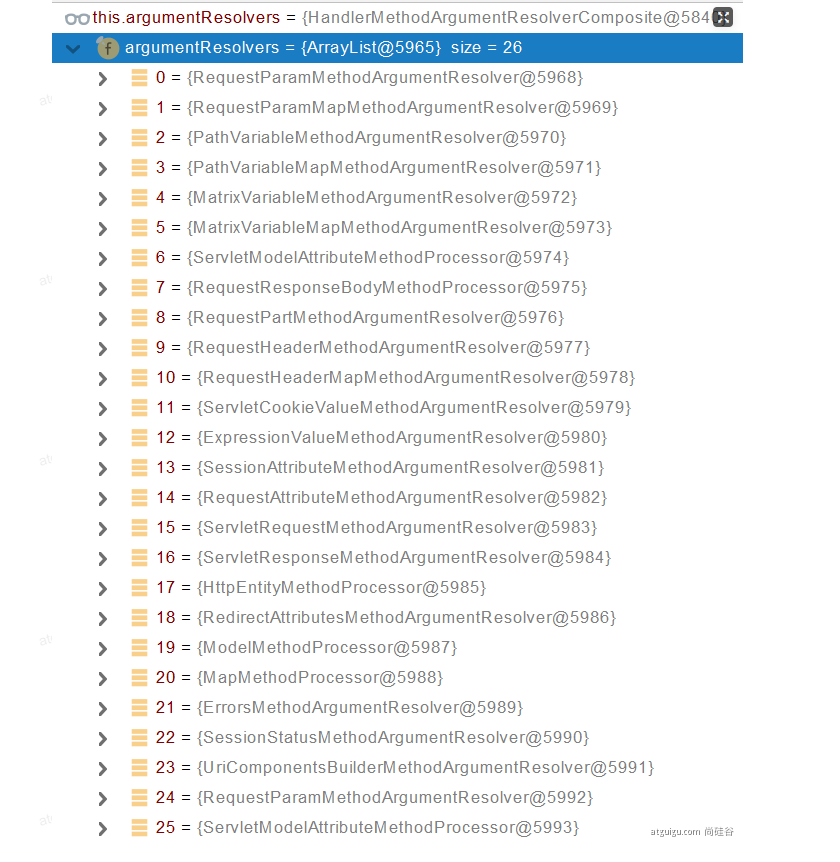 this.argumentResolvers = {HandlerMethodArgumentResolverComposite@584
argumentResolvers = {ArrayList@5965} size = 26
0 = {RequestParamMethodArgumentResolver@5968}
1 = {RequestParamMapMethodArgumentResolver@5969}
2 = {PathVariableMethodArgumentResolver@5970}
3 = {PathVariableMapMethodArgumentResolver@5971}
4 = {MatrixVariableMethodArgumentResolver@5972}
5 = {MatrixVariableMapMethodArgumentResolver@5973}
6 = {ServletModelAttributeMethodProcessor@5974}
7 = {RequestResponseBodyMethodProcessor@5975}
8 = {RequestPartMethodArgumentResolver@5976}
9 = {RequestHeaderMethodArgumentResolver@5977}
10 = {RequestHeaderMapMethodArgumentResolver@5978}
11 = {ServletCookieValueMethodArgumentResolver@5979}
12 = {ExpressionValueMethodArgumentResolver@5980}
13 = {SessionAttributeMethodArgumentResolver@5981}
14 = {RequestAttributeMethodArgumentResolver@5982}
15 = {ServletRequestMethodArgumentResolver@5983}
16 = {ServletResponseMethodArgumentResolver@5984}
17 = {HttpEntityMethodProcessor@5985}
18 = {RedirectAttributesMethodArgumentResolver@5986}
19 = {ModelMethodProcessor@5987}
20 = {MapMethodProcessor@5988}
21 = {ErrorsMethodArgumentResolver@5989}
22 = {SessionStatusMethodArgumentResolver@5990}
23 = {UriComponentsBuilderMethodArgumentResolver@5991}
24 = {RequestParamMethodArgumentResolver@5992}
25 = {ServletModelAttributeMethodProcessor@5993}
atguigu.com 尚硅谷